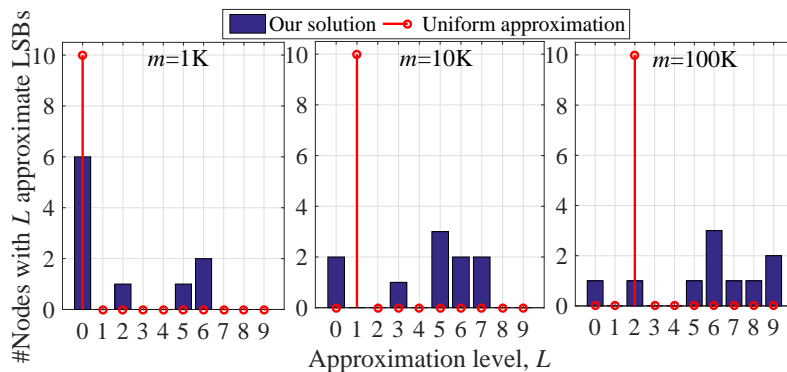 Our solution Uniform approximation
#Nodes with L approximate LSBs
m=1K
10
8
6
4
2
0
0 1 2 3 4 5 6 7 8 9
m=10K
10
8
6
4
2
0
0 1 2 3 4 5 6 7 8 9
m=100K
10
8
6
4
2
0
0 1 2 3 4 5 6 7 8 9
Approximation level, L